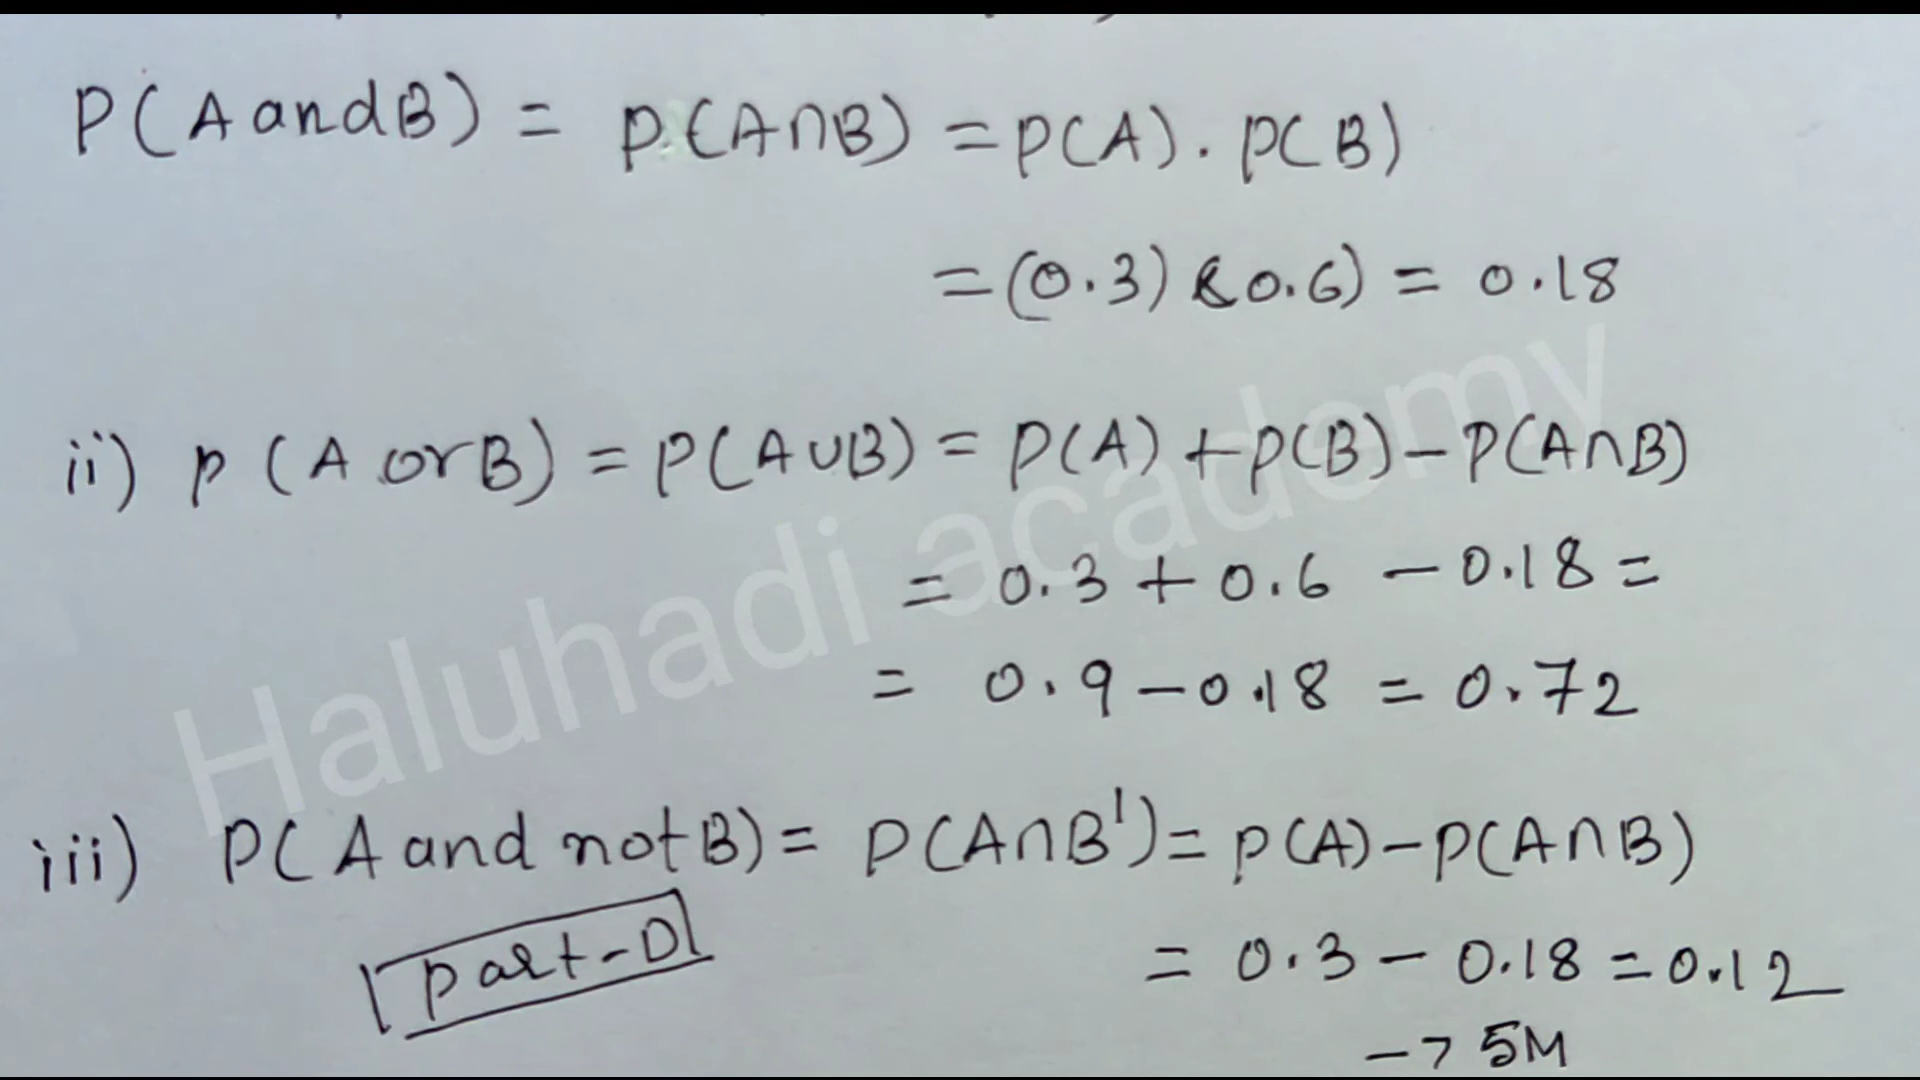 P(A and B) = P(A∩B) = P(A) . P(B)
= (0.3) (0.6) = 0.18
ii) P (A or B) = P(A∪B) = P(A) + P(B) - P(A∩B)
= 0.3 + 0.6 - 0.18 =
= 0.9 - 0.18 = 0.72
iii) P(A and not B) = P(A∩B') = P(A) - P(A∩B)
= 0.3 - 0.18 = 0.12
Part-D
-> 5M
Haluhadi academy